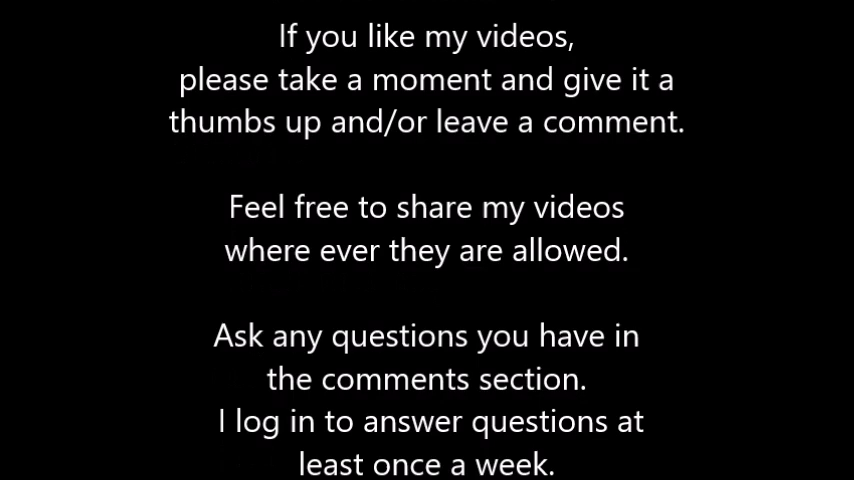 If you like my videos,
please take a moment and give it a
thumbs up and/or leave a comment.
Feel free to share my videos
where ever they are allowed.
Ask any questions you have in
the comments section.
I log in to answer questions at
least once a week.